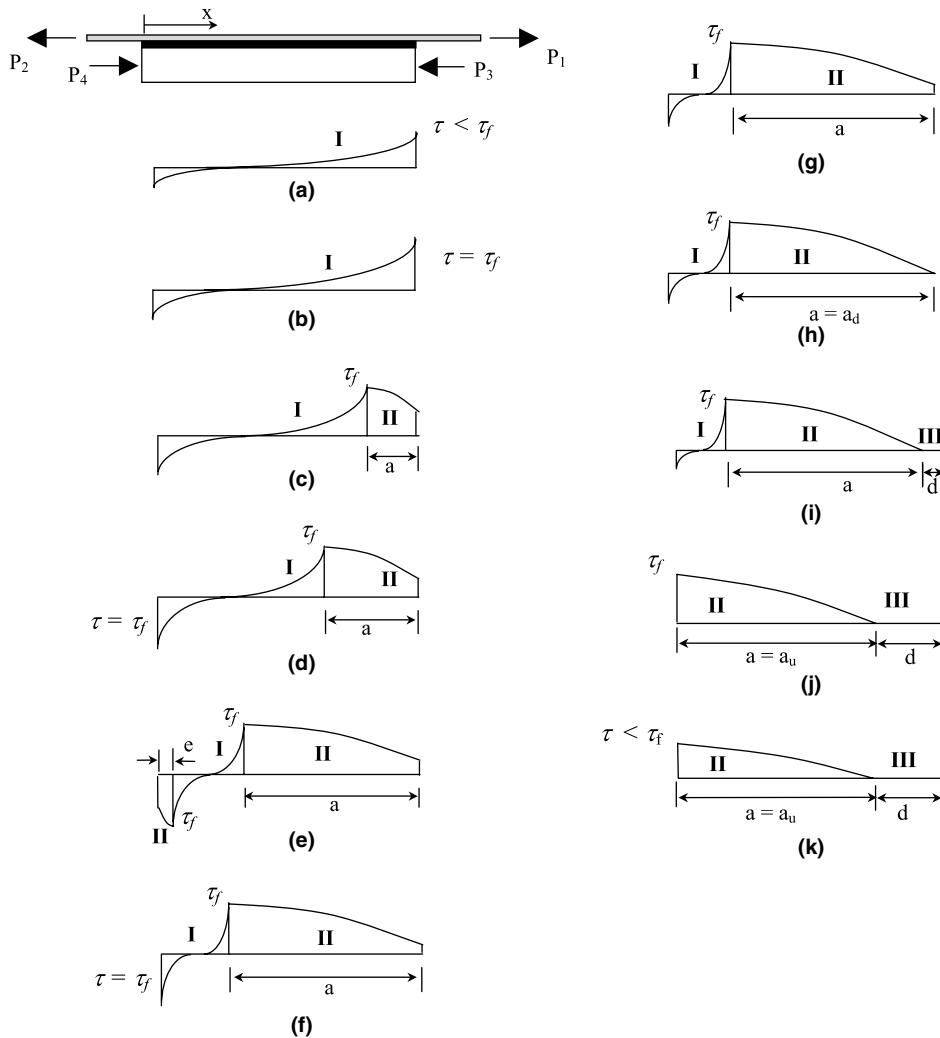 x
P₂ P₄ P₃ P₁
I τ < τf
(a)
I τ = τf
(b)
τf
I II
a
(c)
τf
I II
τ = τf
a
(d)
τf
e I II
τf
II
a
(e)
τf
I II
τ = τf
a
(f)
τf
I II
a
(g)
τf
I II
a = ad
(h)
τf
I II III
a d
(i)
τf
II III
a = au d
(j)
τ < τf
II III
a = au d
(k)